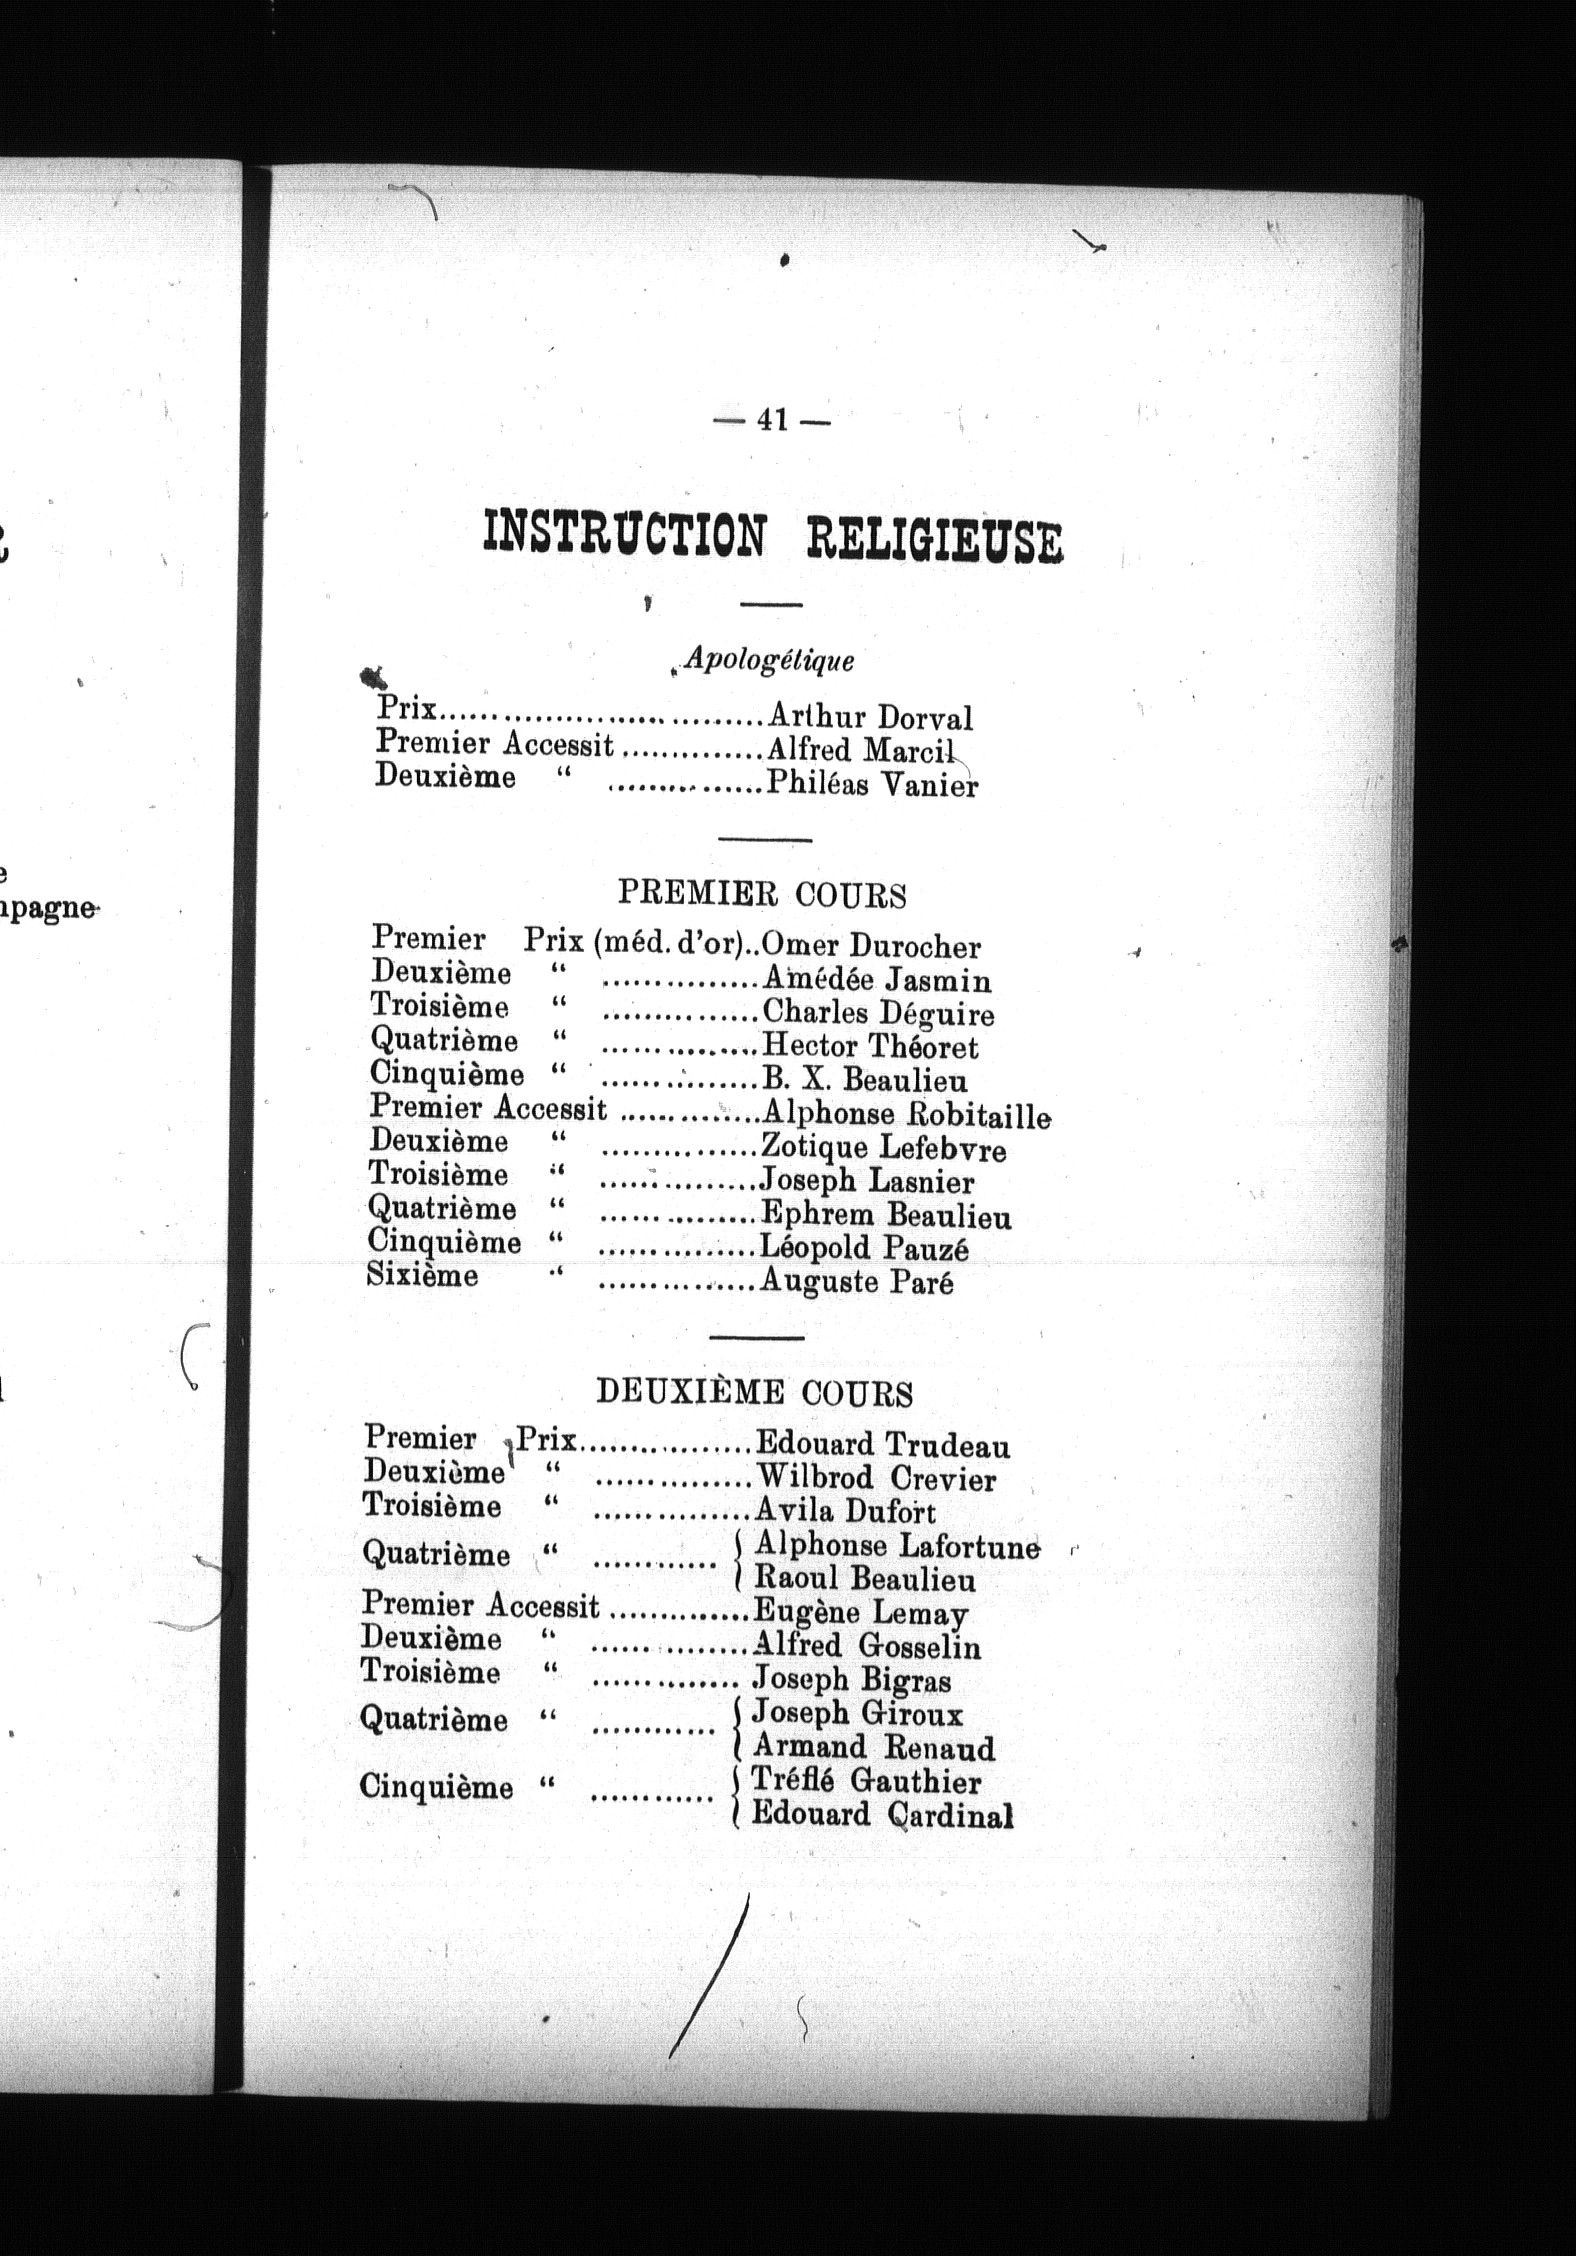 — 41 —
INSTRUCTION RELIGIEUSE
Apologétique
Prix..........................Arthur Dorval
Premier Accessit ..............Alfred Marcil
Deuxième “ ..............Philéas Vanier
PREMIER COURS
Premier Prix (méd. d'or)..Omer Durocher
Deuxième “ ...............Amédée Jasmin
Troisième “ ...............Charles Déguire
Quatrième “ ...............Hector Théoret
Cinquième “ ...............B. X. Beaulieu
Premier Accessit ..............Alphonse Robitaille
Deuxième “ ...............Zotique Lefebvre
Troisième “ ...............Joseph Lasnier
Quatrième “ ...............Ephrem Beaulieu
Cinquième “ ...............Léopold Pauzé
Sixième “ ...............Auguste Paré
DEUXIÈME COURS
Premier Prix.................Edouard Trudeau
Deuxième “ ...............Wilbrod Crevier
Troisième “ ...............Avila Dufort
Quatrième “ ............ { Alphonse Lafortune
Raoul Beaulieu
Premier Accessit ..............Eugène Lemay
Deuxième “ ...............Alfred Gosselin
Troisième “ .............. Joseph Bigras
Quatrième “ ............ { Joseph Giroux
Armand Renaud
Cinquième “ ............ { Tréflé Gauthier
Edouard Cardinal